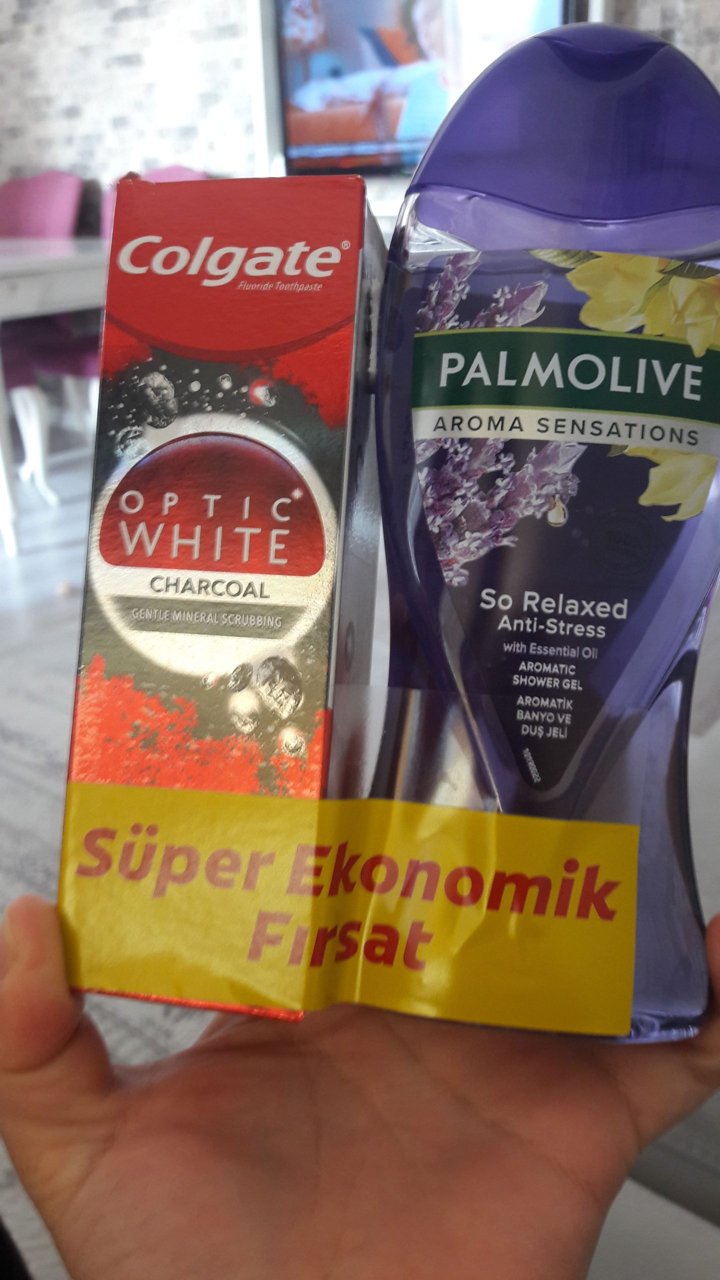 Colgate®
Fluoride Toothpaste
OPTIC
WHITE
CHARCOAL
GENTLE MINERAL SCRUBBING
PALMOLIVE
AROMA SENSATIONS
So Relaxed
Anti-Stress
with Essential Oil
AROMATIC
SHOWER GEL
AROMATİK
BANYO VE
DUŞ JELİ
Süper Ekonomik
Fırsat